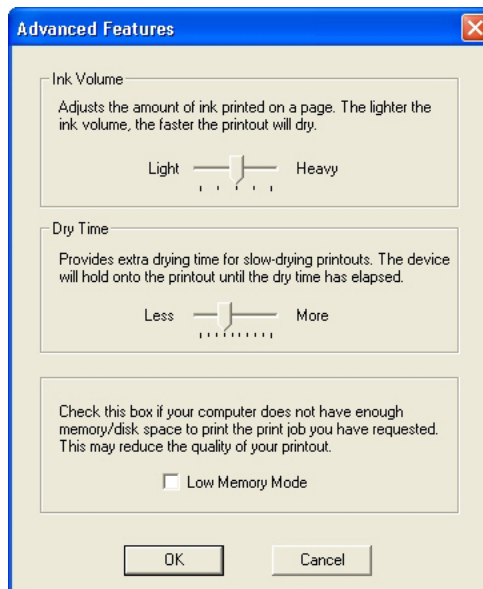 Advanced Features
Ink Volume
Adjusts the amount of ink printed on a page. The lighter the
ink volume, the faster the printout will dry.
Light Heavy
Dry Time
Provides extra drying time for slow-drying printouts. The device
will hold onto the printout until the dry time has elapsed.
Less More
Check this box if your computer does not have enough
memory/disk space to print the print job you have requested.
This may reduce the quality of your printout.
Low Memory Mode
OK Cancel